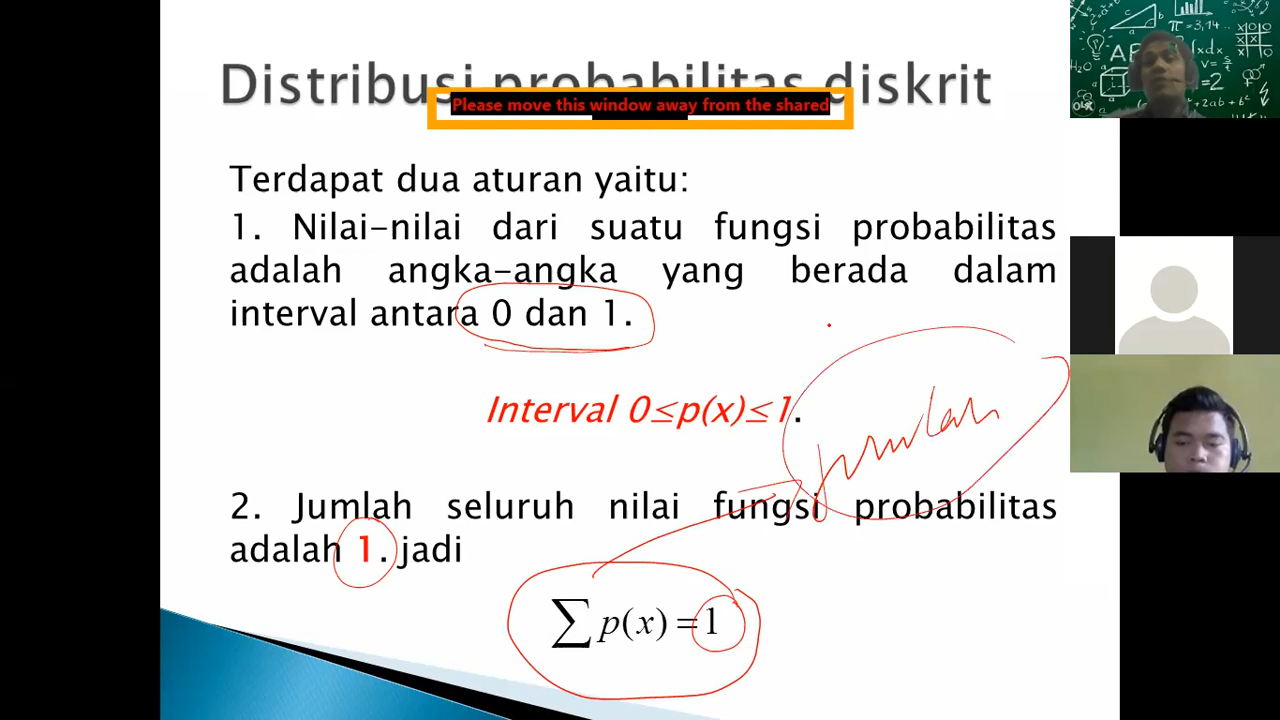 Distribusi probabilitas diskrit
Please move this window away from the shared
Terdapat dua aturan yaitu:
1. Nilai-nilai dari suatu fungsi probabilitas
adalah angka-angka yang berada dalam
interval antara 0 dan 1.
Interval 0≤p(x)≤1.
jumlah
2. Jumlah seluruh nilai fungsi probabilitas
adalah 1. jadi
∑ p(x) = 1
π = 3,14